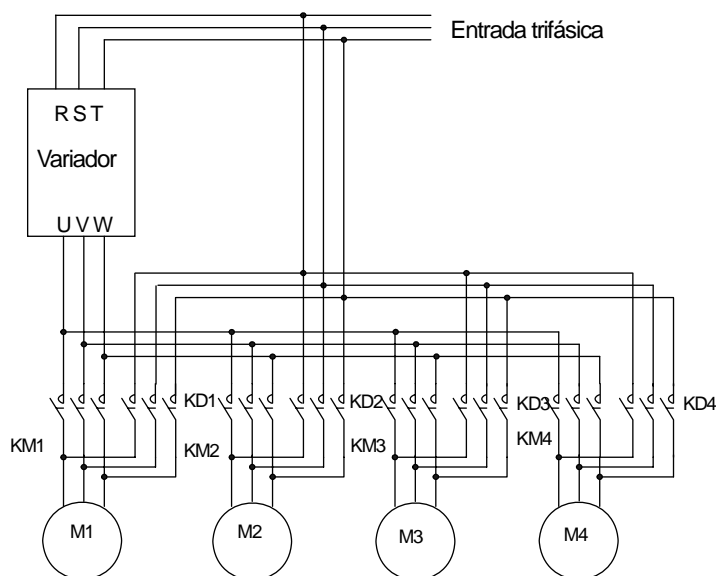 Entrada trifásica
R S T
Variador
U V W
KD1
KD2
KD3
KD4
KM1
KM2
KM3
KM4
M1
M2
M3
M4